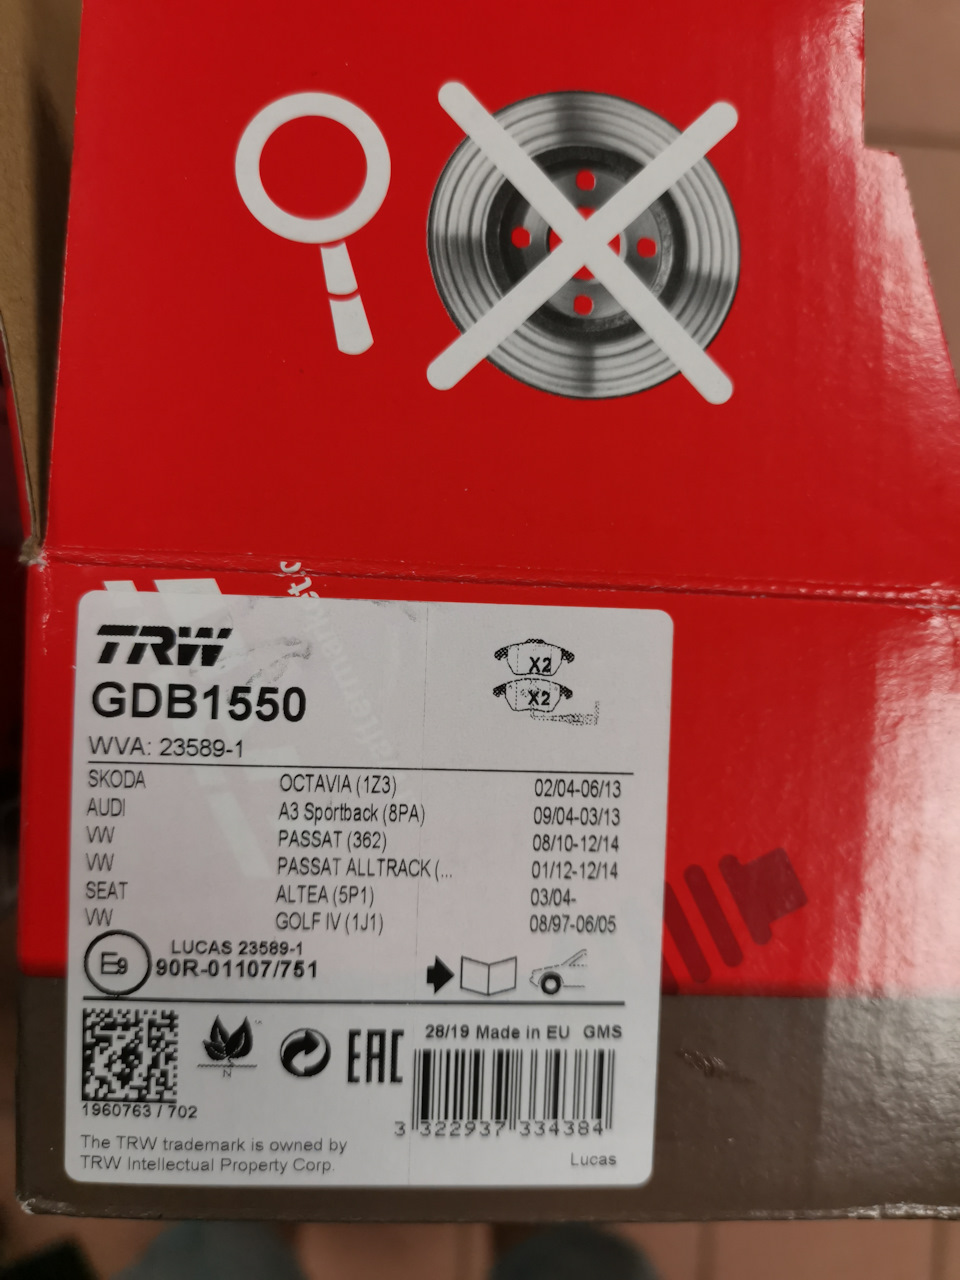 TRW
GDB1550
WVA: 23589-1
X2
X2
SKODA OCTAVIA (1Z3) 02/04-06/13
AUDI A3 Sportback (8PA) 09/04-03/13
VW PASSAT (362) 08/10-12/14
VW PASSAT ALLTRACK (... 01/12-12/14
SEAT ALTEA (5P1) 03/04-
VW GOLF IV (1J1) 08/97-06/05
E9 LUCAS 23589-1
90R-01107/751
28/19 Made in EU GMS
N
EAC
1960763 / 702
3 322937 334384
The TRW trademark is owned by
TRW Intellectual Property Corp.
Lucas